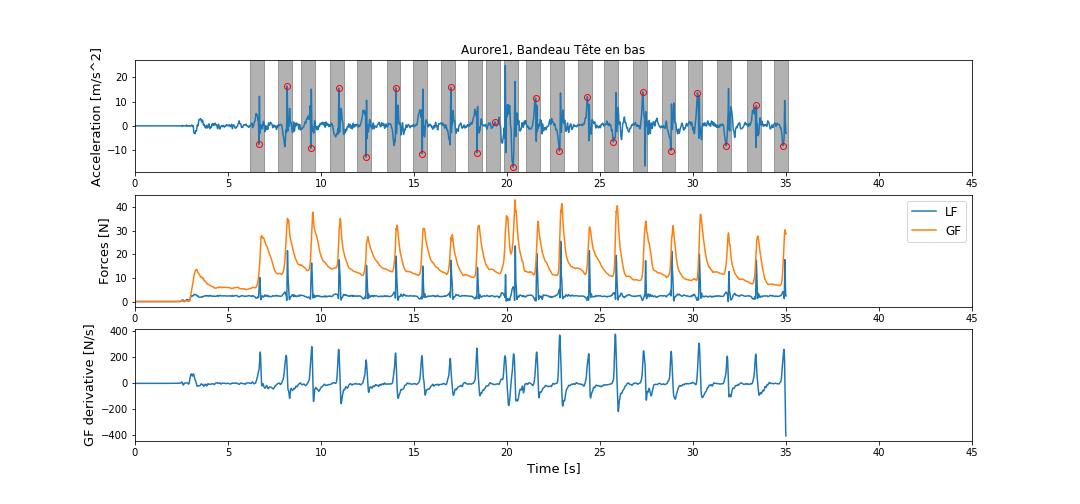 Aurore1, Bandeau Tête en bas
Acceleration [m/s^2]
20
10
0
−10
0 5 10 15 20 25 30 35 40 45
Forces [N]
40
30
20
10
0
LF
GF
0 5 10 15 20 25 30 35 40 45
GF derivative [N/s]
400
200
0
−200
−400
0 5 10 15 20 25 30 35 40 45
Time [s]